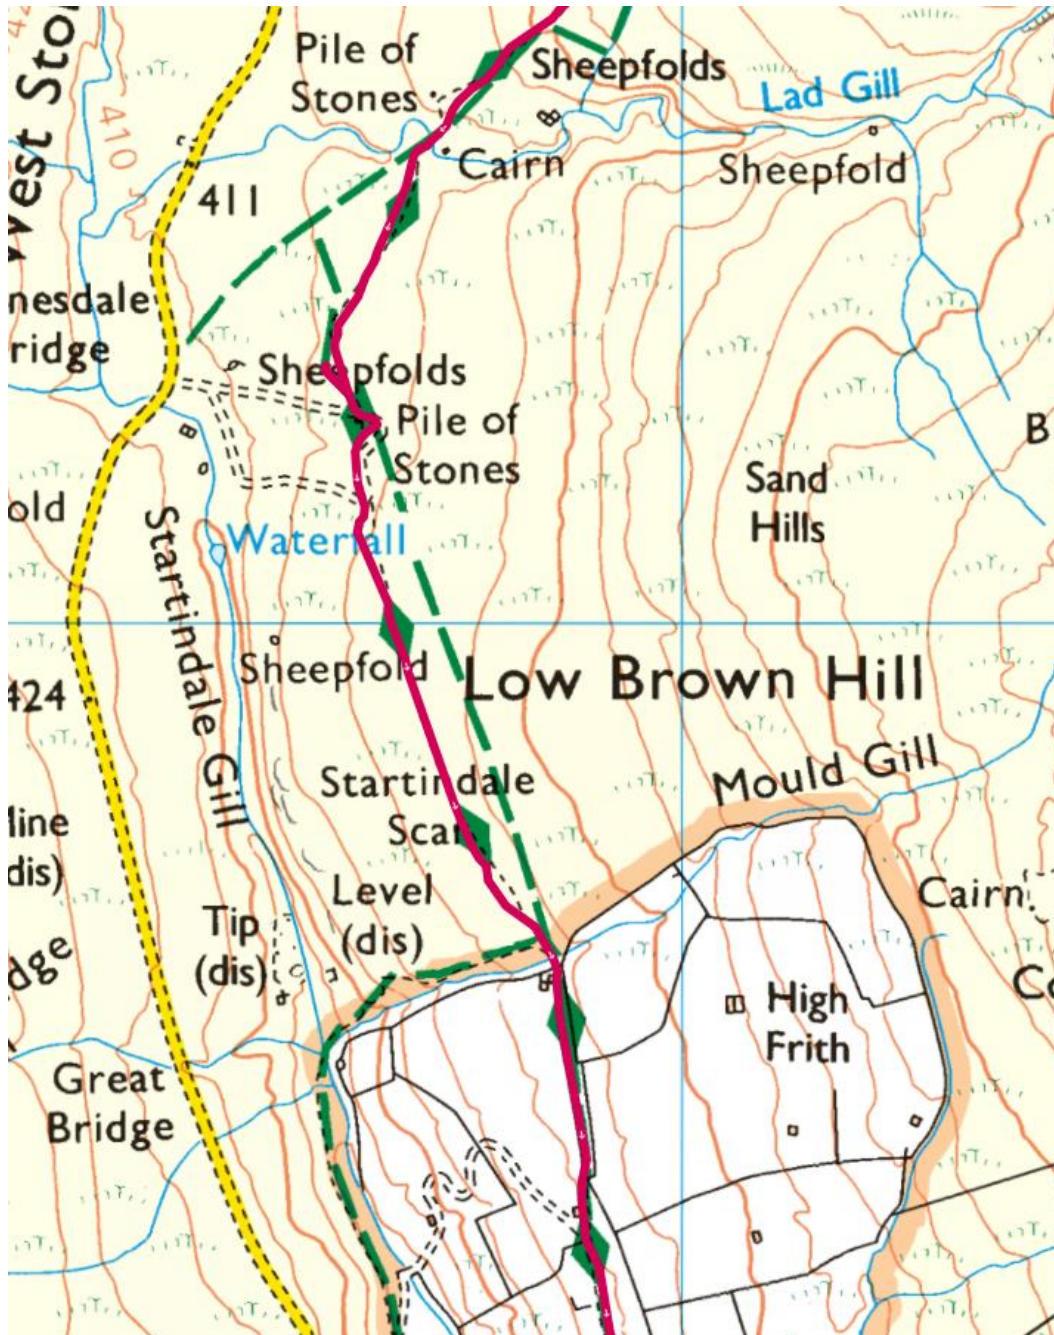 West Sto
410
Pile of
Stones
Sheepfolds
Lad Gill
Cairn
Sheepfold
411
nesdale
ridge
Sheepfolds
Pile of
Stones
B
Sand
Hills
old
Waterfall
Startindale Gill
Sheepfold
Low Brown Hill
424
Startindale
Scar
Mould Gill
line
dis)
Level
(dis)
Cairn
Tip
(dis)
dge
High
Frith
Co
Great
Bridge